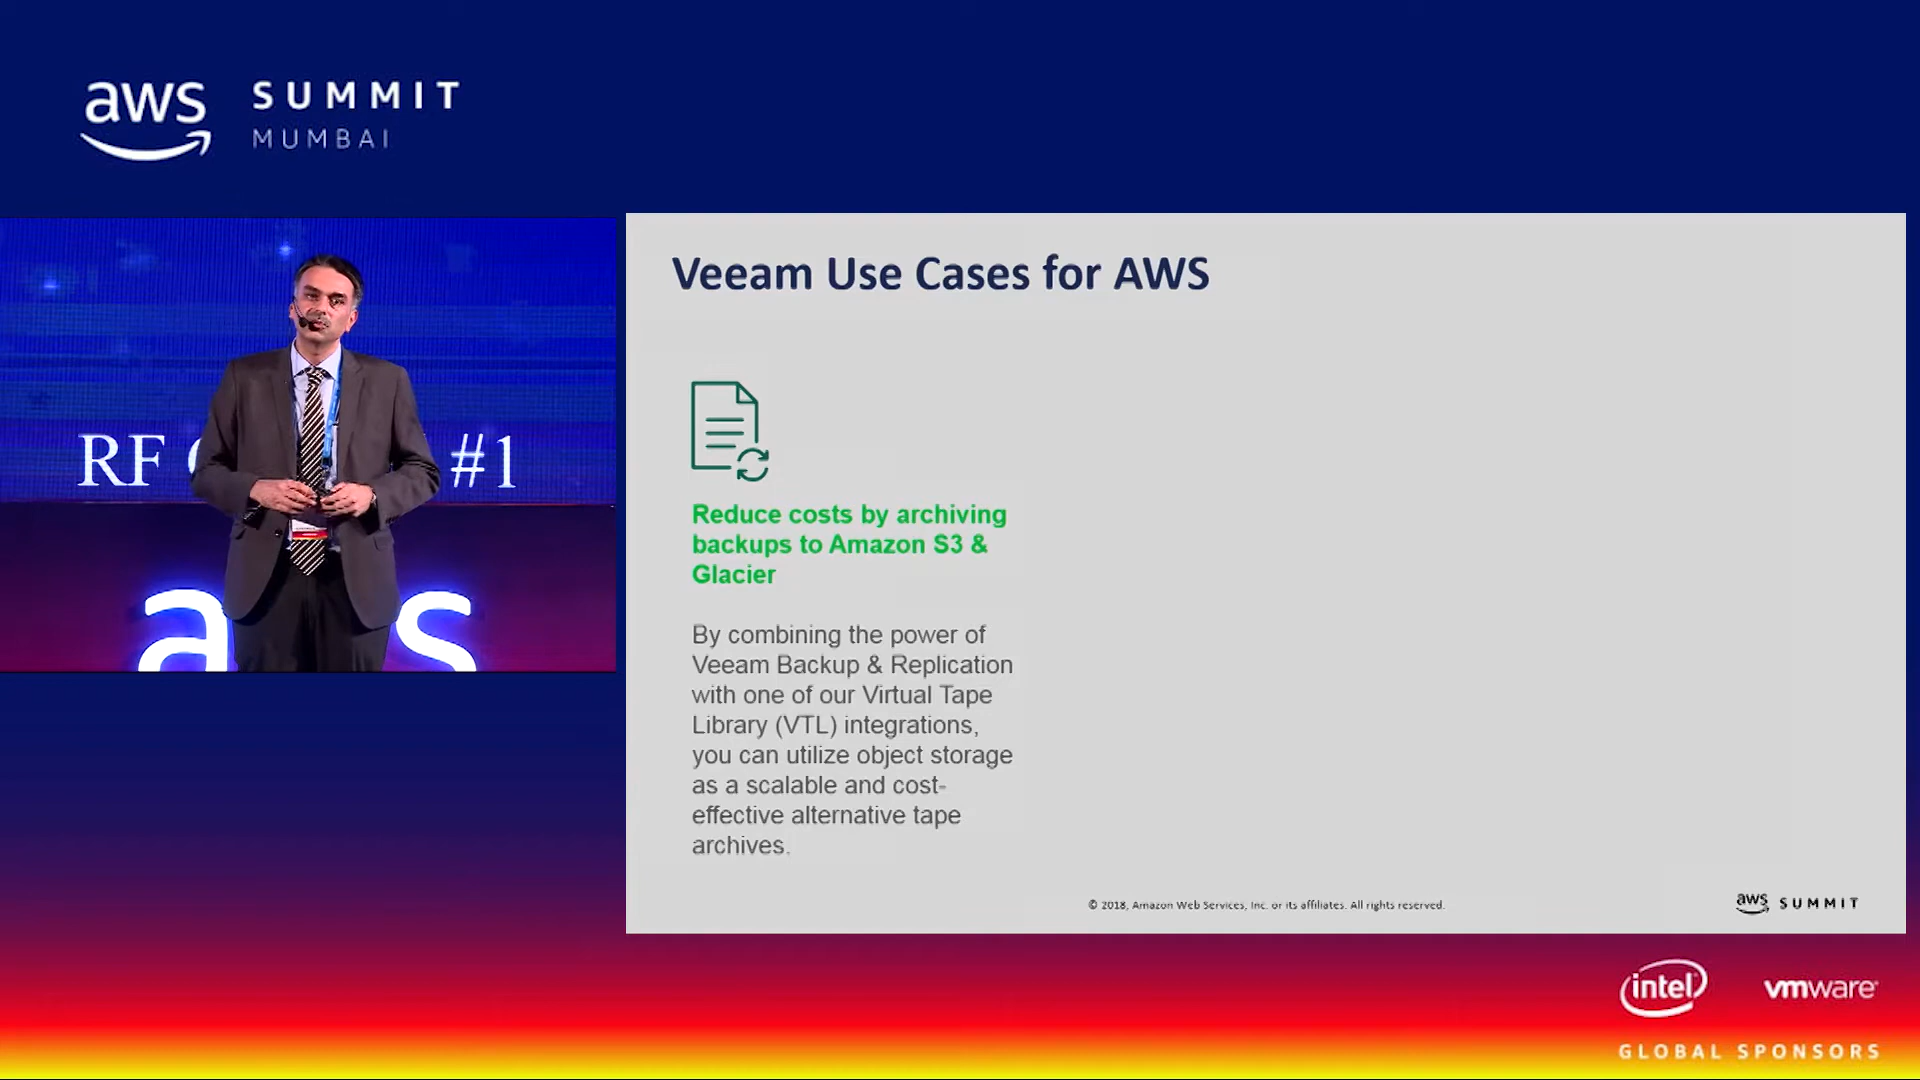 aws
SUMMIT
MUMBAI
RF
#1
a
s
Veeam Use Cases for AWS
Reduce costs by archiving
backups to Amazon S3 &
Glacier
By combining the power of
Veeam Backup & Replication
with one of our Virtual Tape
Library (VTL) integrations,
you can utilize object storage
as a scalable and cost-
effective alternative tape
archives.
© 2018, Amazon Web Services, Inc. or its affiliates. All rights reserved.
aws SUMMIT
intel
vmware
GLOBAL SPONSORS